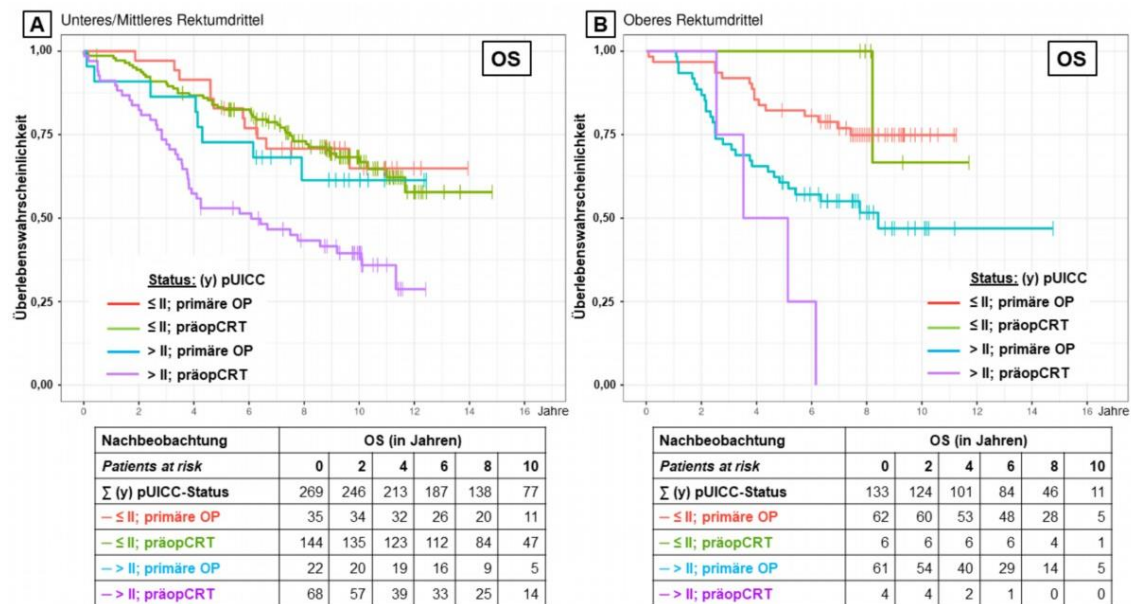 A Unteres/Mittleres Rektumdrittel
OS
Überlebenswahrscheinlichkeit
1,00
0,75
0,50
0,25
0,00
Status: (y) pUICC
≤ II; primäre OP
≤ II; präopCRT
> II; primäre OP
> II; präopCRT
0 2 4 6 8 10 12 14 16 Jahre
Nachbeobachtung OS (in Jahren)
Patients at risk 0 2 4 6 8 10
∑ (y) pUICC-Status 269 246 213 187 138 77
— ≤ II; primäre OP 35 34 32 26 20 11
— ≤ II; präopCRT 144 135 123 112 84 47
— > II; primäre OP 22 20 19 16 9 5
— > II; präopCRT 68 57 39 33 25 14
B Oberes Rektumdrittel
OS
Überlebenswahrscheinlichkeit
1,00
0,75
0,50
0,25
0,00
Status: (y) pUICC
≤ II; primäre OP
≤ II; präopCRT
> II; primäre OP
> II; präopCRT
0 2 4 6 8 10 12 14 16 Jahre
Nachbeobachtung OS (in Jahren)
Patients at risk 0 2 4 6 8 10
∑ (y) pUICC-Status 133 124 101 84 46 11
— ≤ II; primäre OP 62 60 53 48 28 5
— ≤ II; präopCRT 6 6 6 6 4 1
— > II; primäre OP 61 54 40 29 14 5
— > II; präopCRT 4 4 2 1 0 0